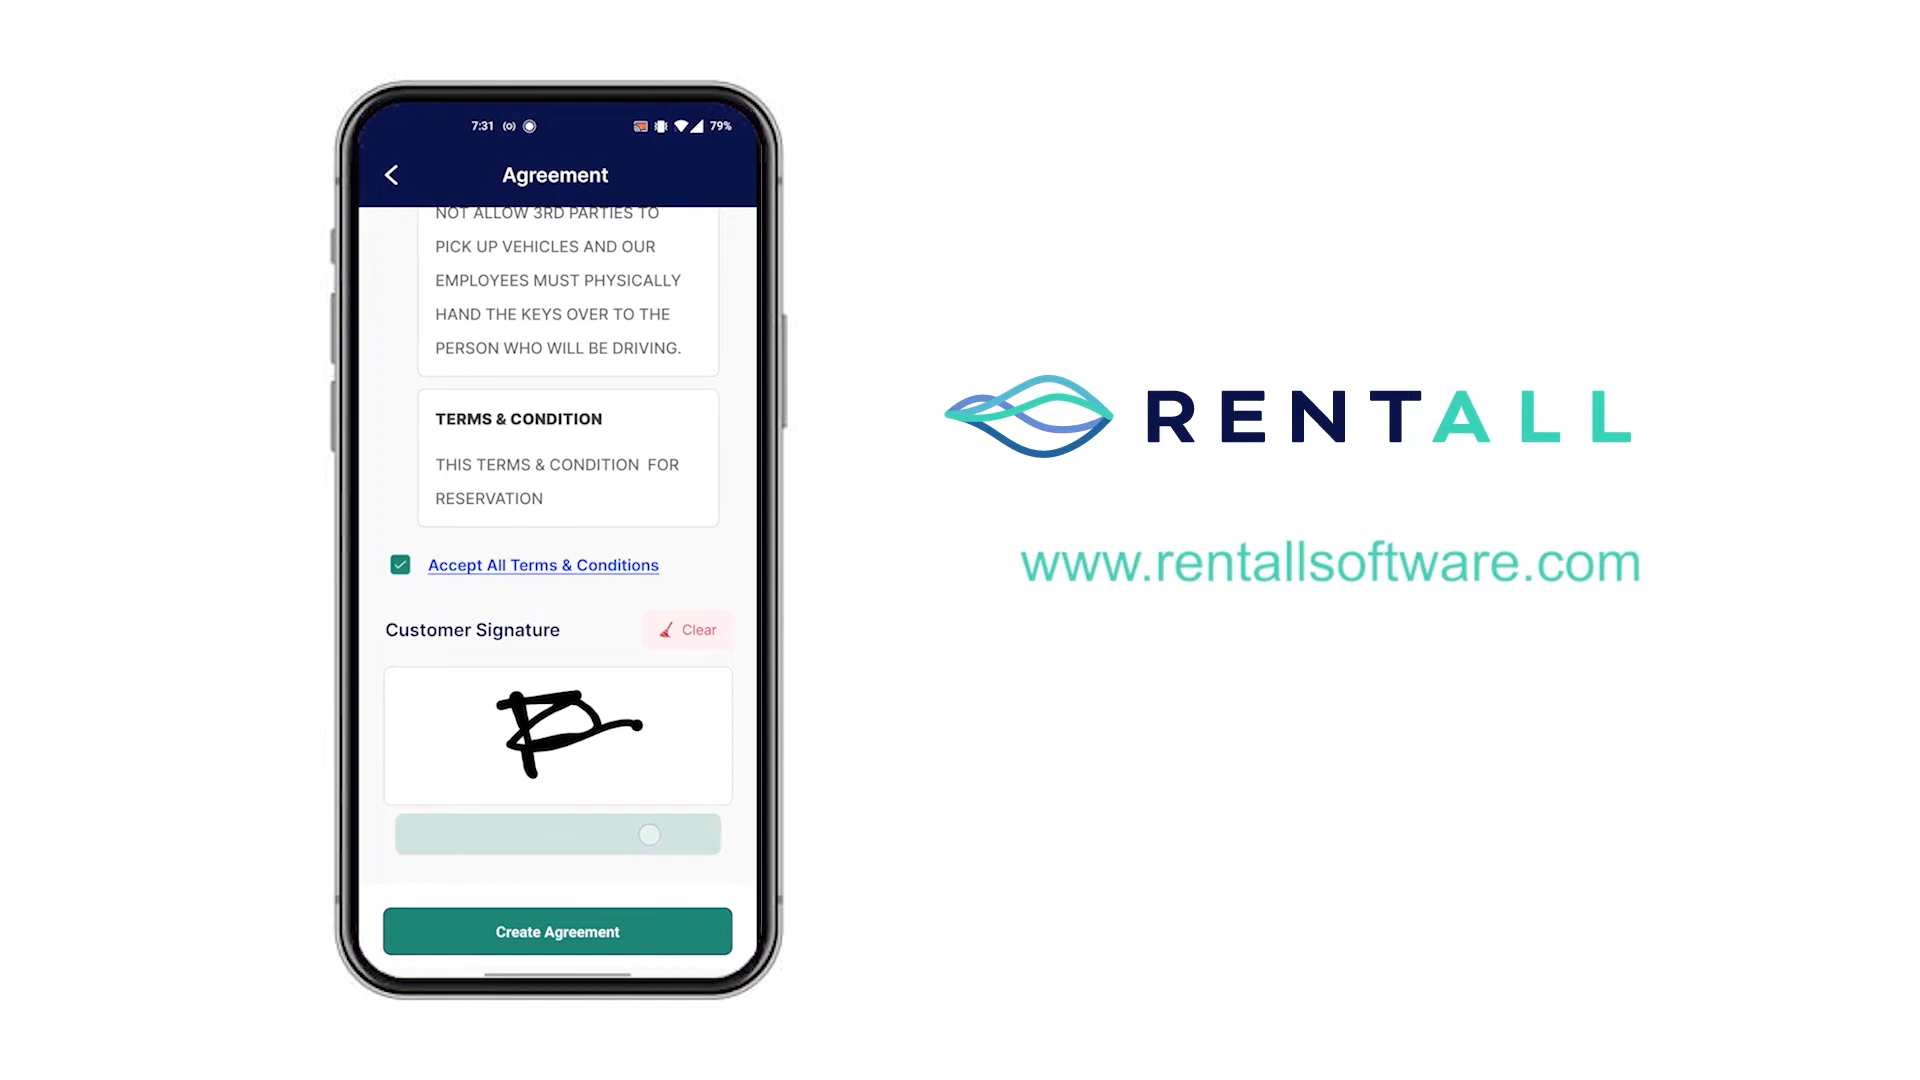 7:31
79%
Agreement
NOT ALLOW 3RD PARTIES TO
PICK UP VEHICLES AND OUR
EMPLOYEES MUST PHYSICALLY
HAND THE KEYS OVER TO THE
PERSON WHO WILL BE DRIVING.
TERMS & CONDITION
THIS TERMS & CONDITION FOR
RESERVATION
Accept All Terms & Conditions
Customer Signature
Clear
Create Agreement
RENTALL
www.rentallsoftware.com